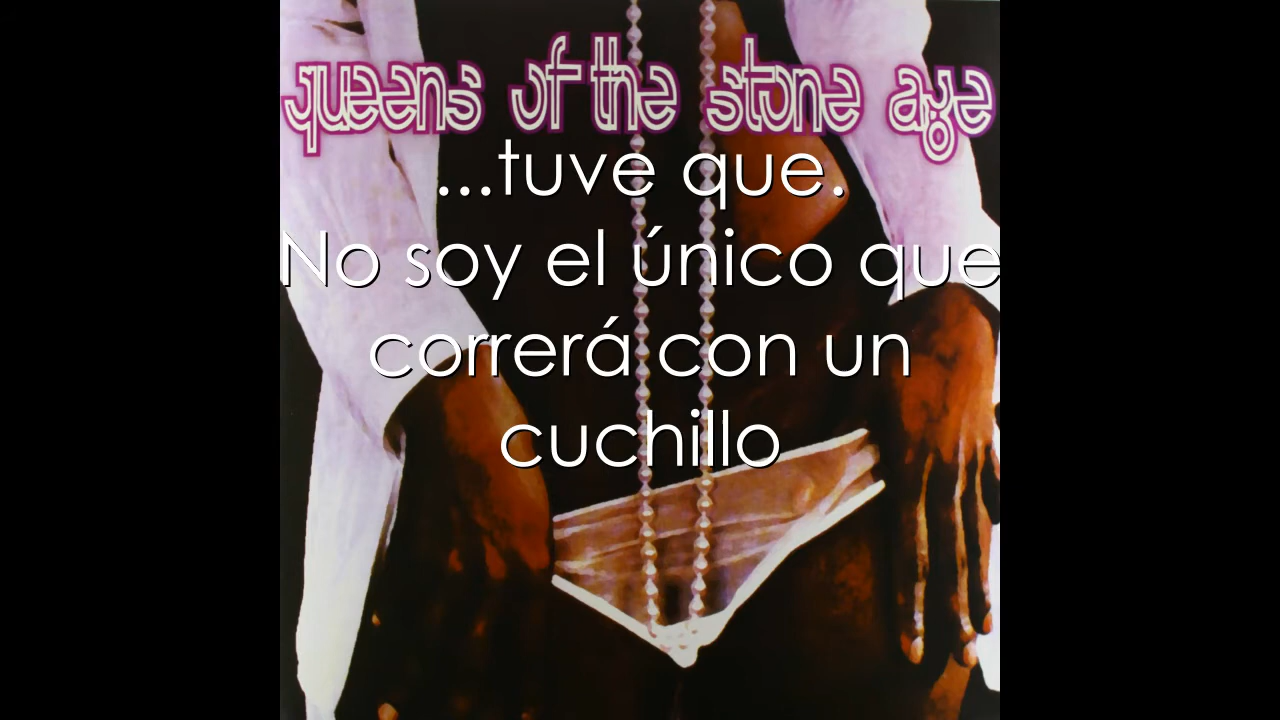 queens of the stone age
...tuve que.
No soy el único que
correrá con un
cuchillo